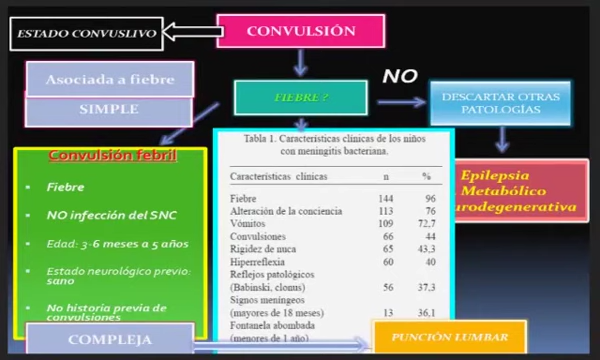 ESTADO CONVUSLIVO
CONVULSIÓN
Asociada a fiebre
SIMPLE
FIEBRE ?
NO
DESCARTAR OTRAS
PATOLOGÍAS
Convulsión febril
Fiebre
NO infección del SNC
Edad: 3-6 meses a 5 años
Estado neurológico previo:
sano
No historia previa de
convulsiones
Tabla 1. Características clínicas de los niños
con meningitis bacteriana.
Características clínicas n %
Fiebre 144 96
Alteración de la conciencia 113 76
Vómitos 109 72,7
Convulsiones 66 44
Rigidez de nuca 65 43,3
Hiperreflexia 60 40
Reflejos patológicos
(Babinski, clonus) 56 37,3
Signos meníngeos
(mayores de 18 meses) 13 36,1
Fontanela abombada
(menores de 1 año)
Epilepsia
Metabólico
urodegenerativa
COMPLEJA
PUNCIÓN LUMBAR